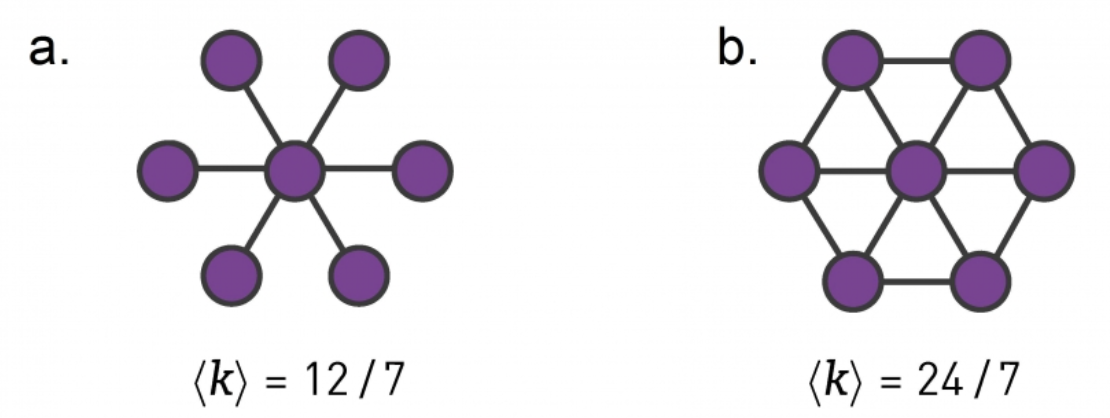 a.
b.
⟨k⟩ = 12/7
⟨k⟩ = 24/7